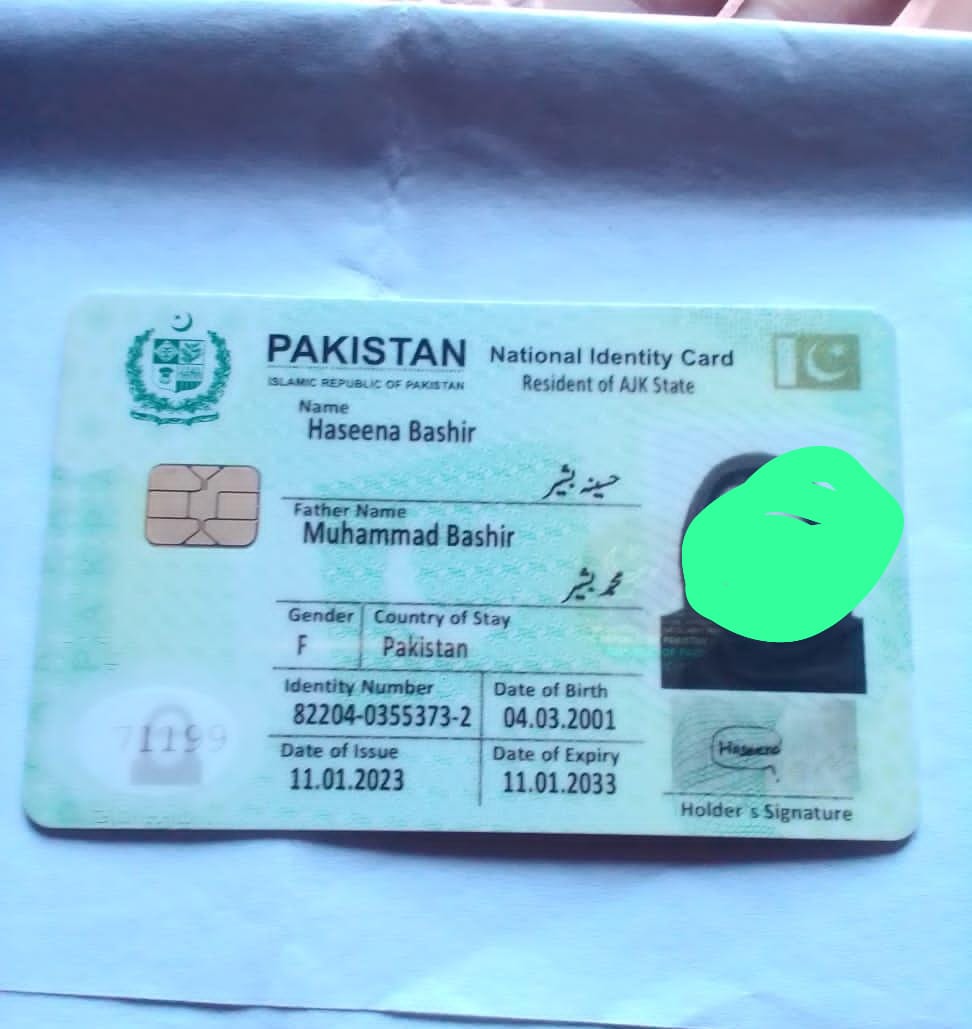 PAKISTAN National Identity Card
ISLAMIC REPUBLIC OF PAKISTAN Resident of AJK State
Name
Haseena Bashir
حسینہ بشیر
Father Name
Muhammad Bashir
محمد بشیر
Gender Country of Stay
F Pakistan
Identity Number Date of Birth
82204-0355373-2 04.03.2001
Date of Issue Date of Expiry
11.01.2023 11.01.2033
71199
Haseena
Holder's Signature